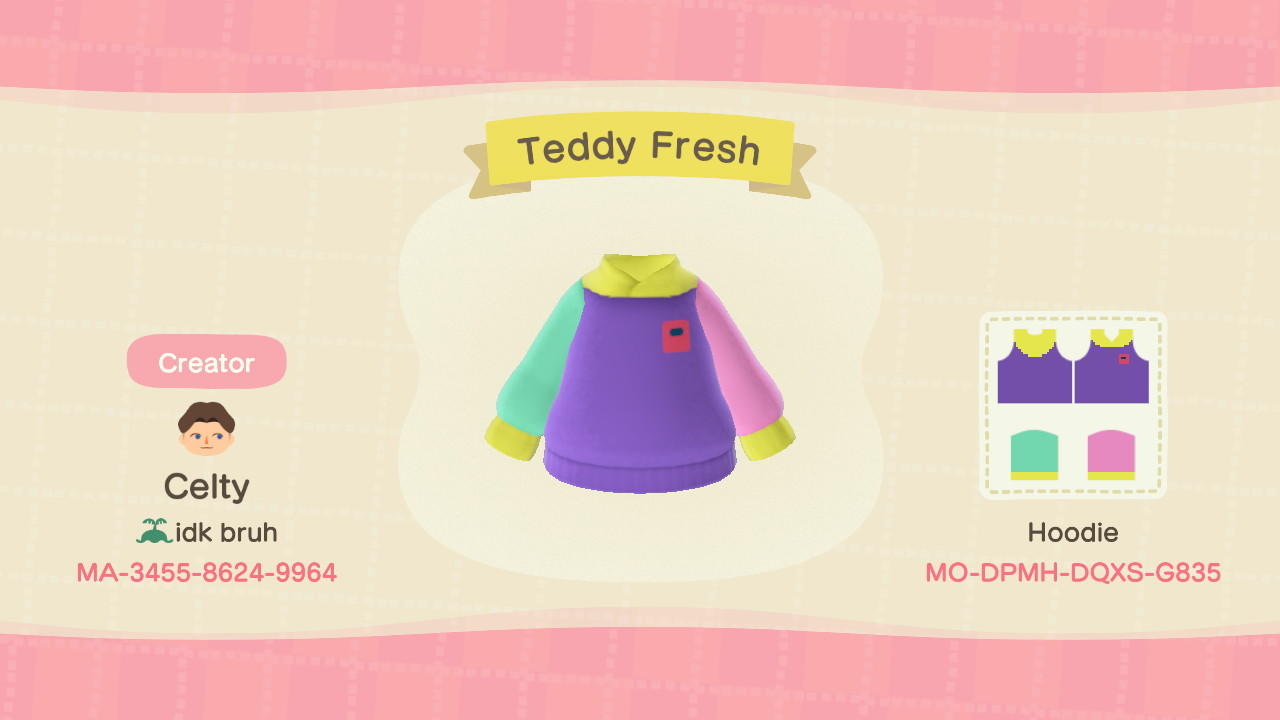 Teddy Fresh
Creator
Celty
idk bruh
MA-3455-8624-9964
Hoodie
MO-DPMH-DQXS-G835